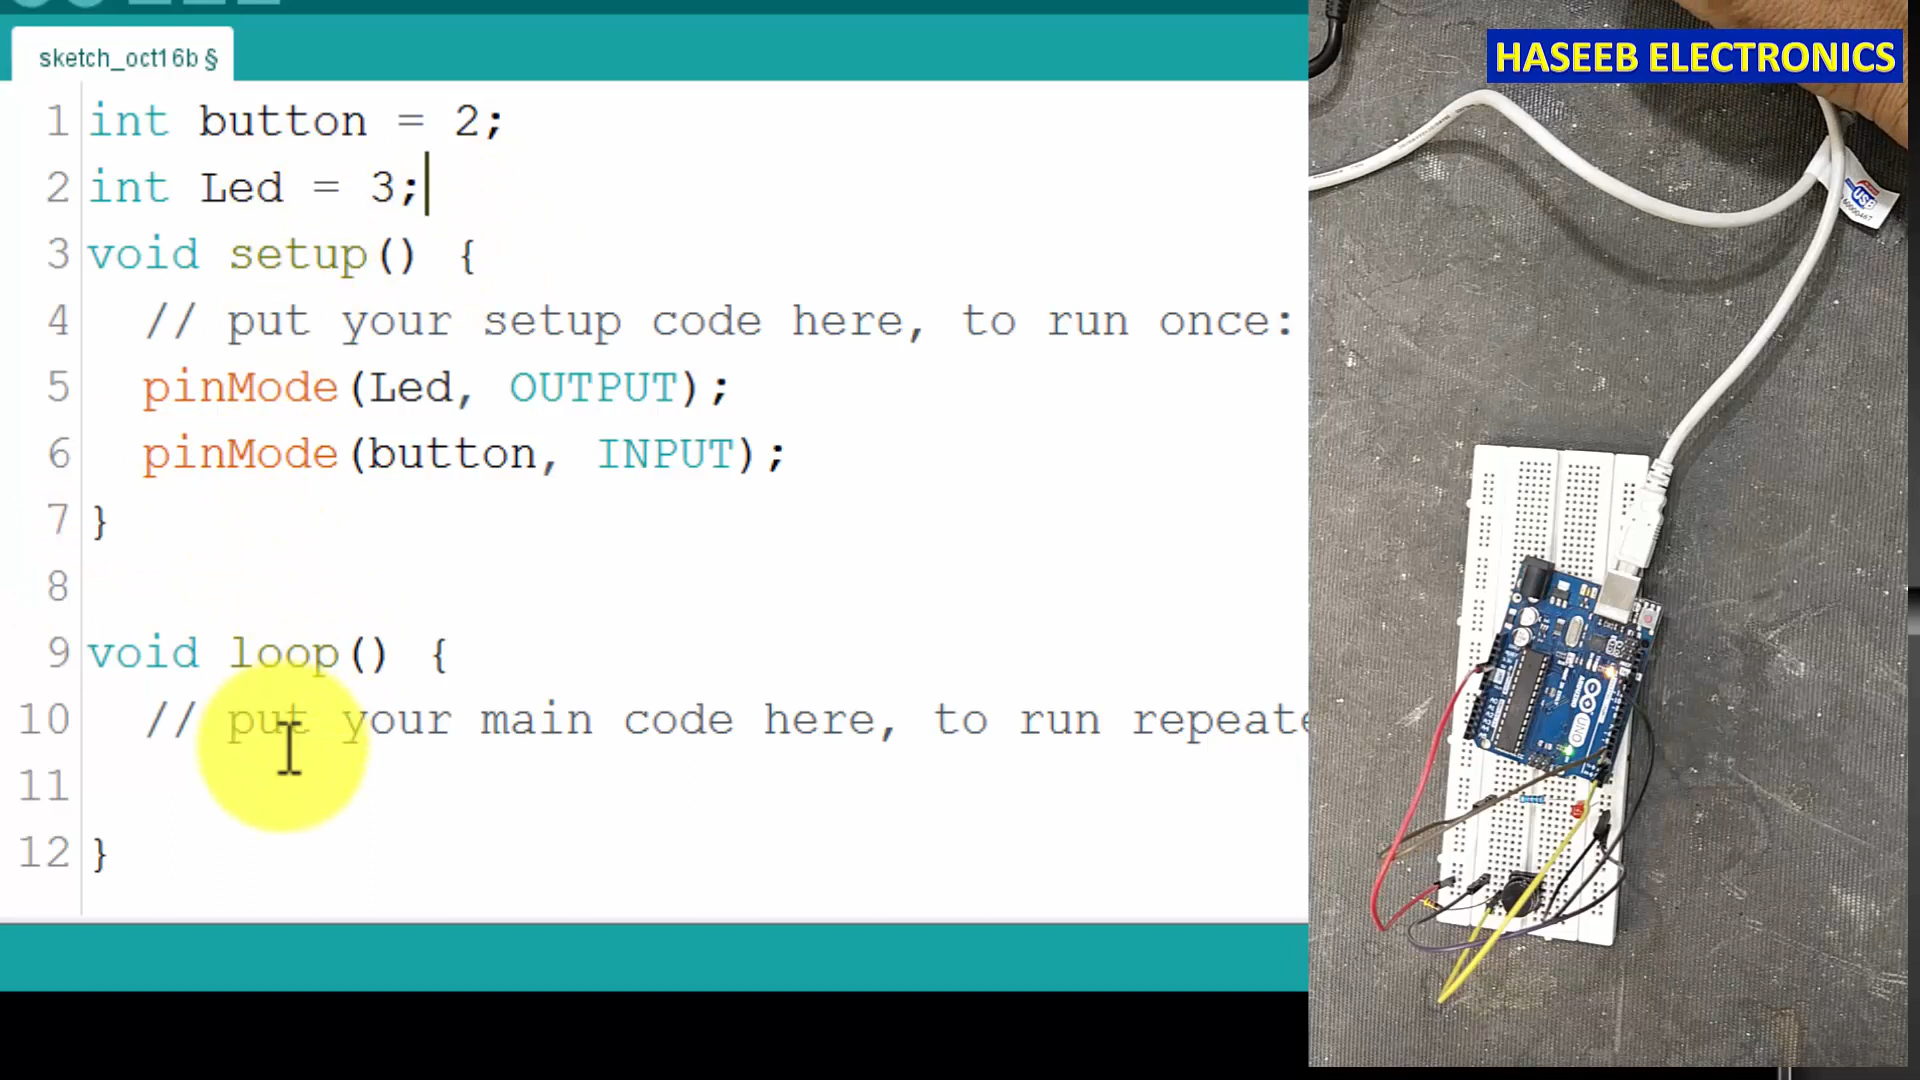 sketch_oct16b §
HASEEB ELECTRONICS
1 int button = 2;
2 int Led = 3;
3 void setup() {
4 // put your setup code here, to run once:
5 pinMode(Led, OUTPUT);
6 pinMode(button, INPUT);
7 }
8
9 void loop() {
10 // put your main code here, to run repeate
11
12 }
USB
UNO